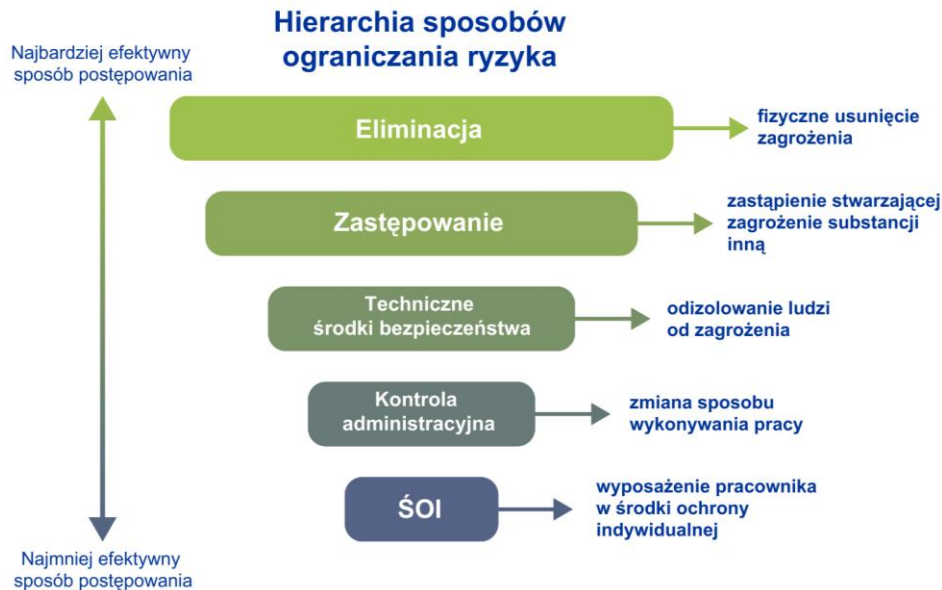 Hierarchia sposobów
ograniczania ryzyka
Najbardziej efektywny
sposób postępowania
Eliminacja
fizyczne usunięcie
zagrożenia
Zastępowanie
zastąpienie stwarzającej
zagrożenie substancji
inną
Techniczne
środki bezpieczeństwa
odizolowanie ludzi
od zagrożenia
Kontrola
administracyjna
zmiana sposobu
wykonywania pracy
ŚOI
wyposażenie pracownika
w środki ochrony
indywidualnej
Najmniej efektywny
sposób postępowania